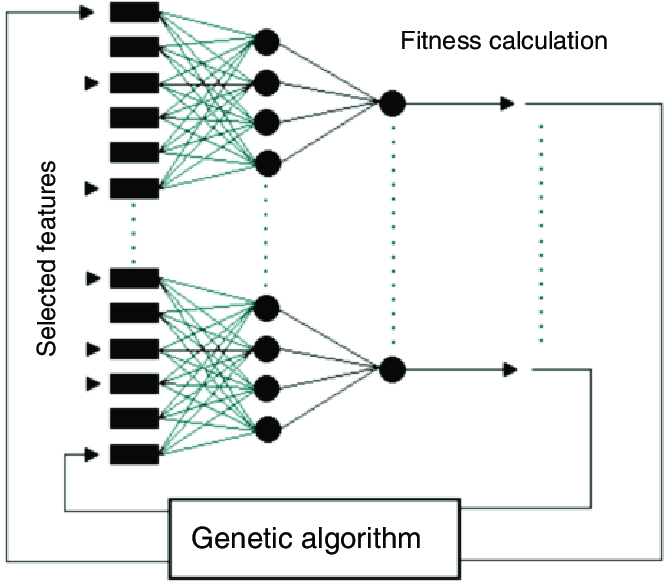 Fitness calculation
Selected features
Genetic algorithm